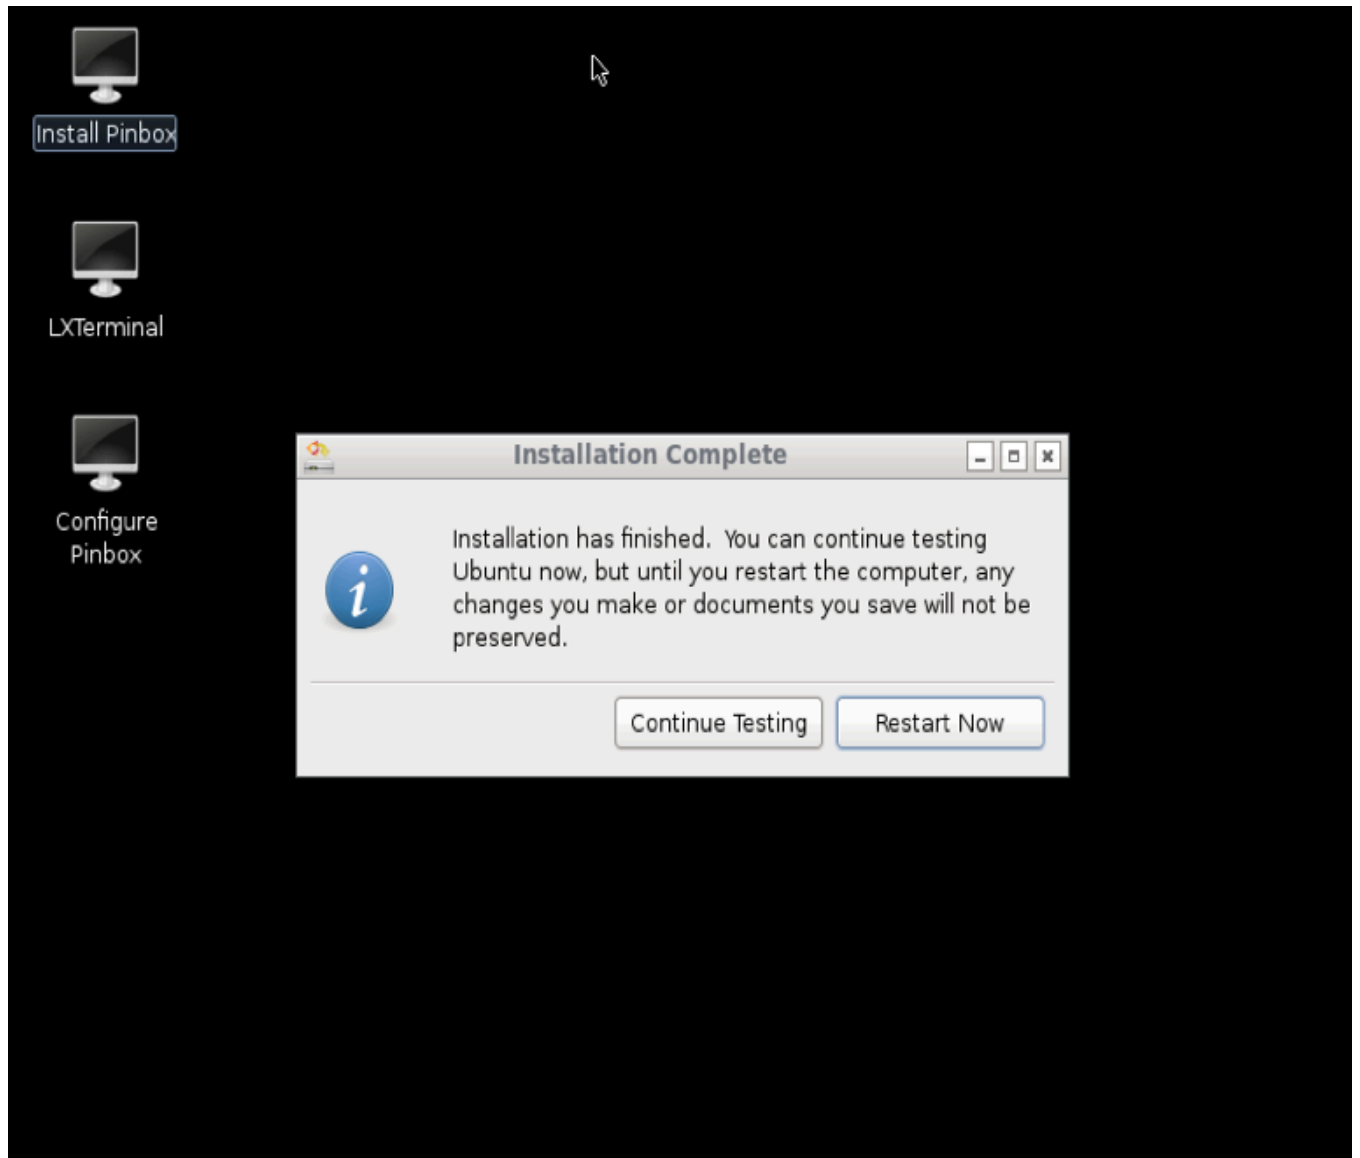 Install Pinbox
LXTerminal
Configure
Pinbox
Installation Complete
Installation has finished.  You can continue testing
Ubuntu now, but until you restart the computer, any
changes you make or documents you save will not be
preserved.
Continue Testing
Restart Now